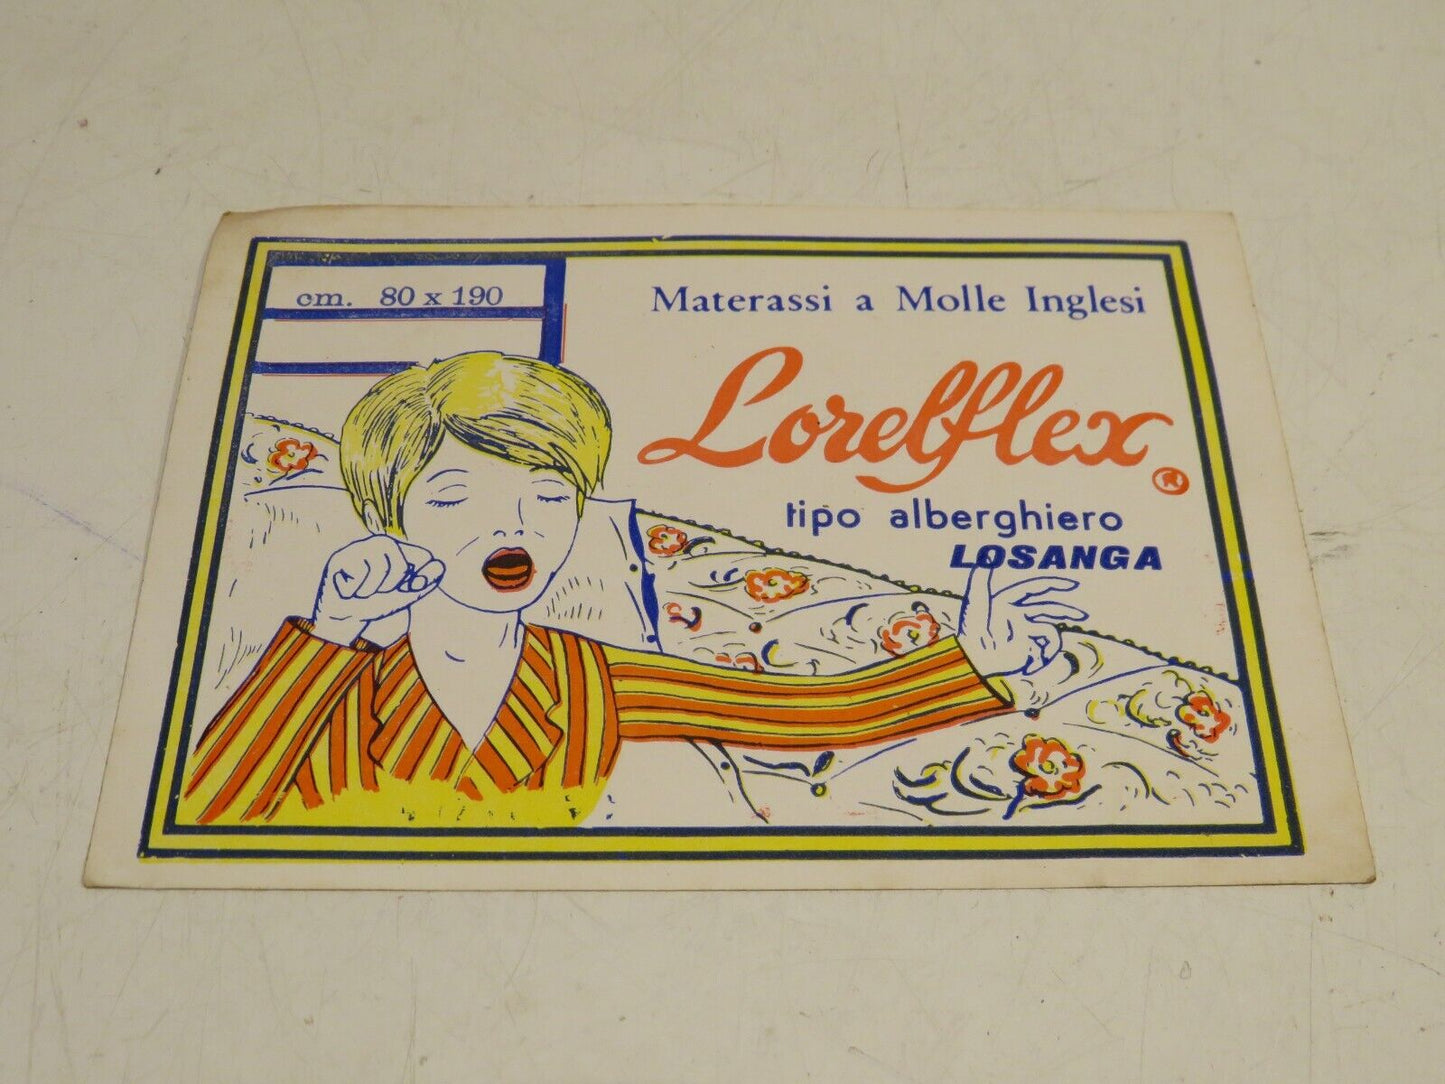 cm. 80 x 190
Materassi a Molle Inglesi
Lorelflex ®
tipo alberghiero
LOSANGA